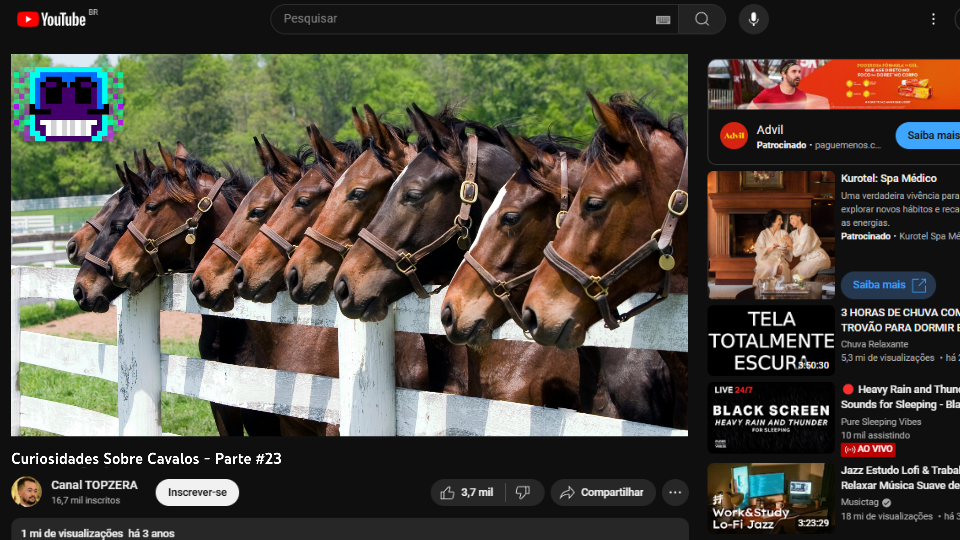 YouTube BR
Pesquisar
Advil
Advil
Patrocinado · paguemenos.c...
Saiba mais
Kurotel: Spa Médico
Uma verdadeira vivência para
explorar novos hábitos e reca
as energias.
Patrocinado · Kurotel Spa Mé
Saiba mais
TELA
TOTALMENTE
ESCURA
3:50:30
3 HORAS DE CHUVA COM
TROVÃO PARA DORMIR E
Chuva Relaxante
5,3 mi de visualizações · há 2
LIVE 24/7
BLACK SCREEN
HEAVY RAIN AND THUNDER
FOR SLEEPING
Heavy Rain and Thun
Sounds for Sleeping - Bla
Pure Sleeping Vibes
10 mil assistindo
AO VIVO
Work&Study
Lo-Fi Jazz
3:23:29
Jazz Estudo Lofi & Trabal
Relaxar Música Suave de
Musictag
18 mi de visualizações · há 3
Curiosidades Sobre Cavalos - Parte #23
Canal TOPZERA
16,7 mil inscritos
Inscrever-se
3,7 mil
Compartilhar
1 mi de visualizações há 3 anos